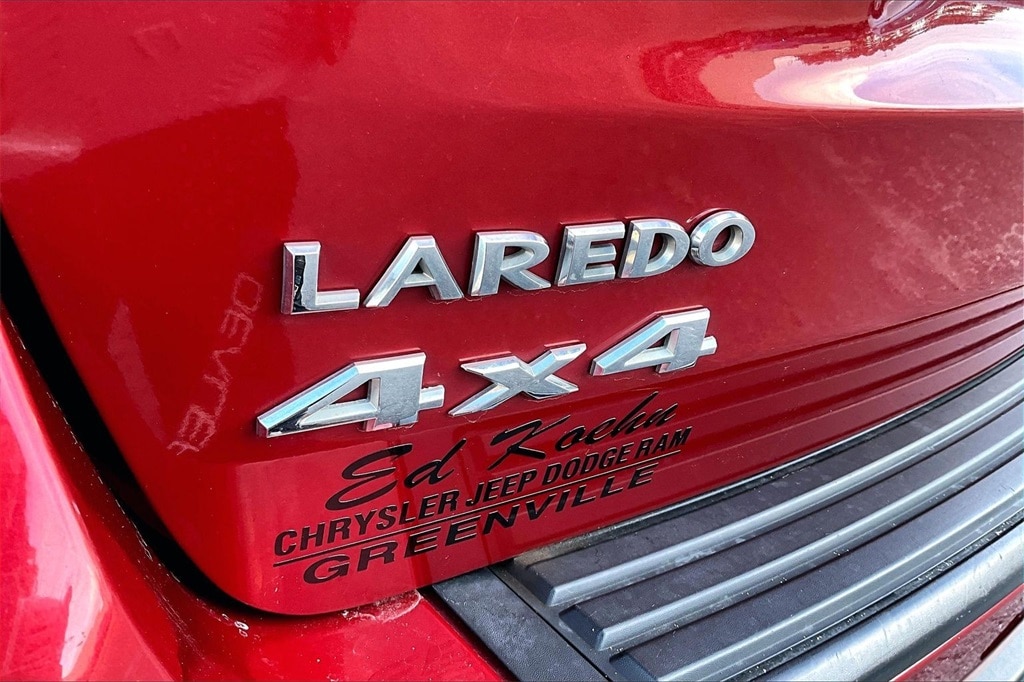 LAREDO
4x4
Ed Koehn
CHRYSLER JEEP DODGE RAM
GREENVILLE